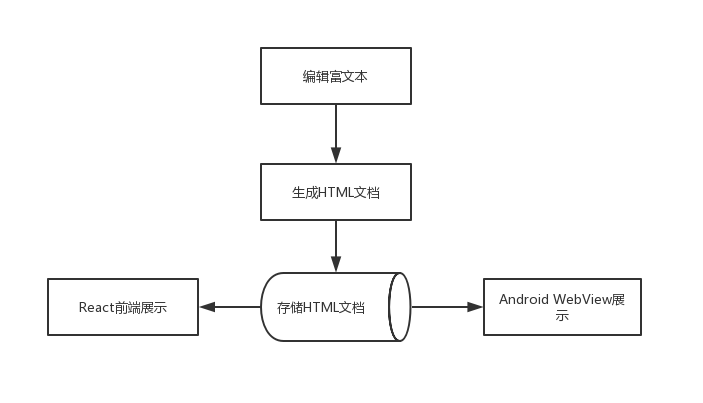 编辑富文本
生成HTML文档
React前端展示
存储HTML文档
Android WebView展
示